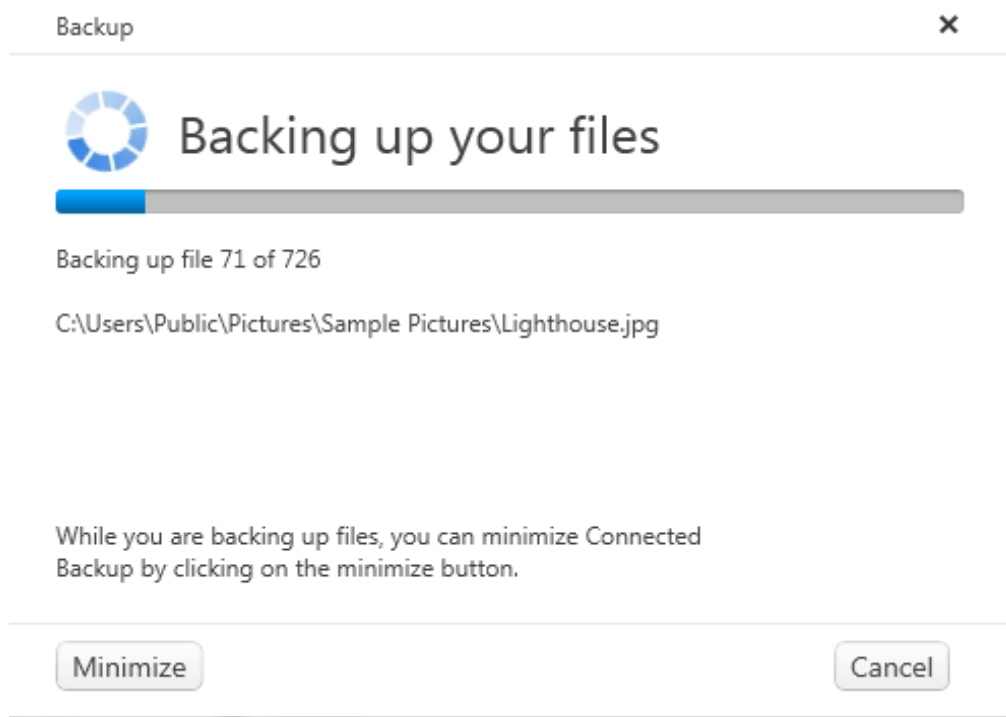 Backup
Backing up your files
Backing up file 71 of 726
C:\Users\Public\Pictures\Sample Pictures\Lighthouse.jpg
While you are backing up files, you can minimize Connected
Backup by clicking on the minimize button.
Minimize
Cancel